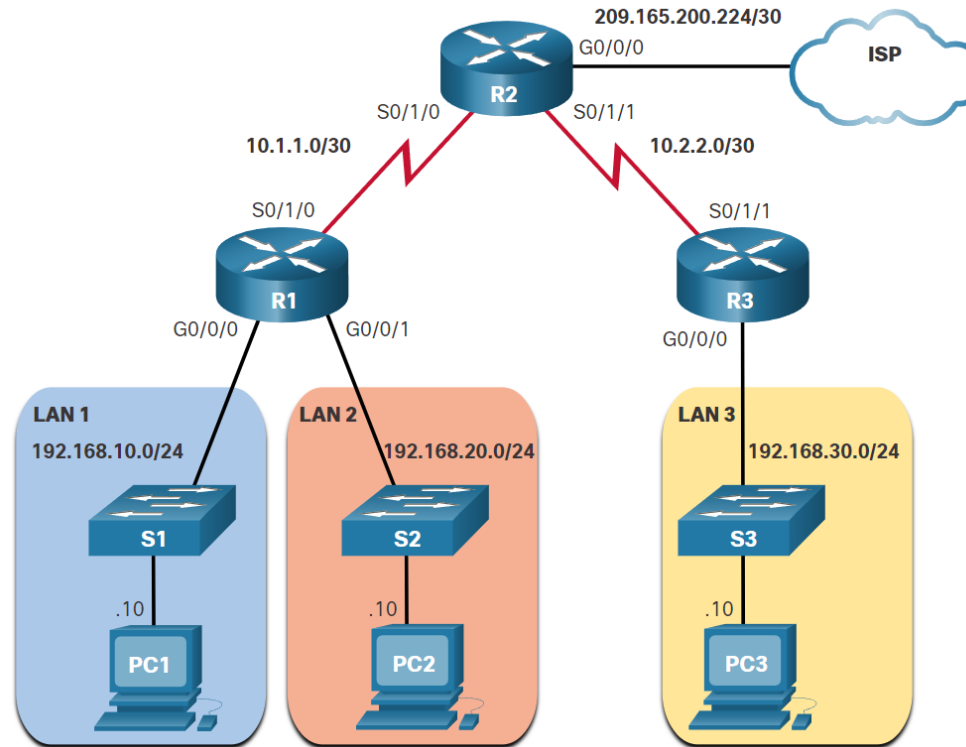 209.165.200.224/30
G0/0/0
ISP
R2
S0/1/0
S0/1/1
10.1.1.0/30
10.2.2.0/30
S0/1/0
S0/1/1
R1
R3
G0/0/0
G0/0/1
G0/0/0
LAN 1
LAN 2
LAN 3
192.168.10.0/24
192.168.20.0/24
192.168.30.0/24
S1
S2
S3
.10
.10
.10
PC1
PC2
PC3